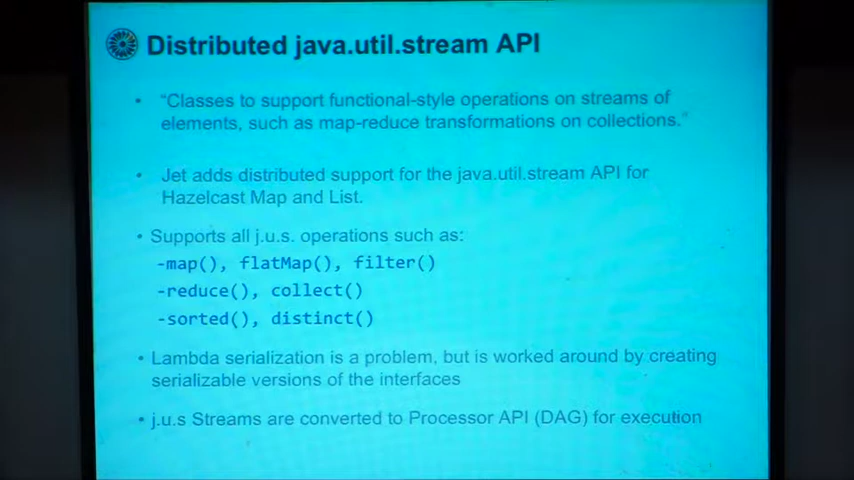 Distributed java.util.stream API
• "Classes to support functional-style operations on streams of
elements, such as map-reduce transformations on collections."
• Jet adds distributed support for the java.util.stream API for
Hazelcast Map and List.
• Supports all j.u.s. operations such as:
-map(), flatMap(), filter()
-reduce(), collect()
-sorted(), distinct()
• Lambda serialization is a problem, but is worked around by creating
serializable versions of the interfaces
• j.u.s Streams are converted to Processor API (DAG) for execution